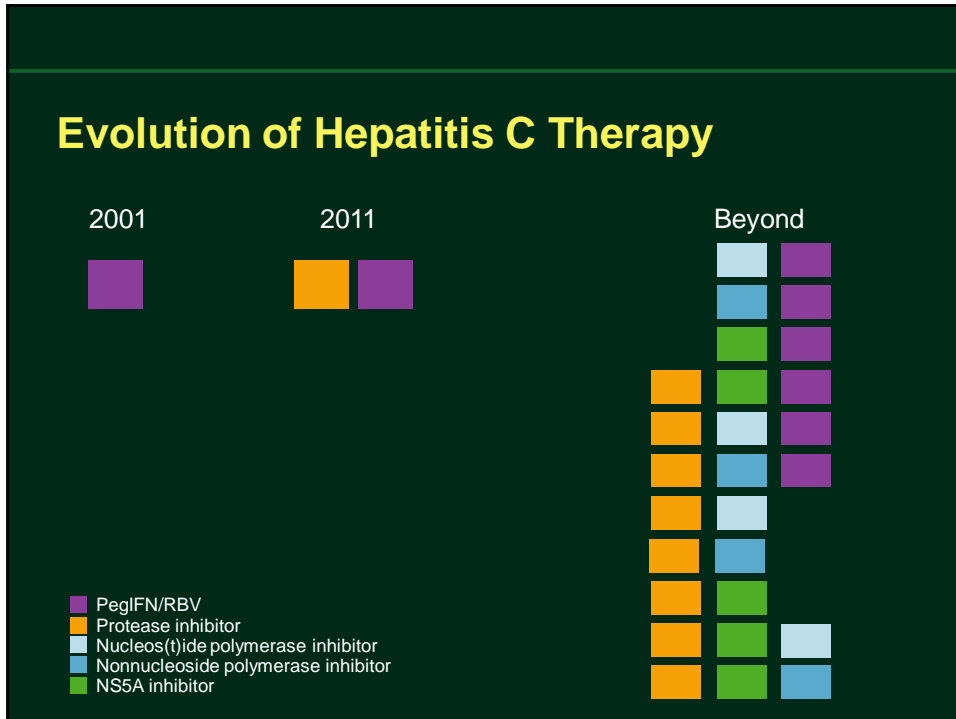 Evolution of Hepatitis C Therapy
2001 2011 Beyond
PegIFN/RBV
Protease inhibitor
Nucleos(t)ide polymerase inhibitor
Nonnucleoside polymerase inhibitor
NS5A inhibitor